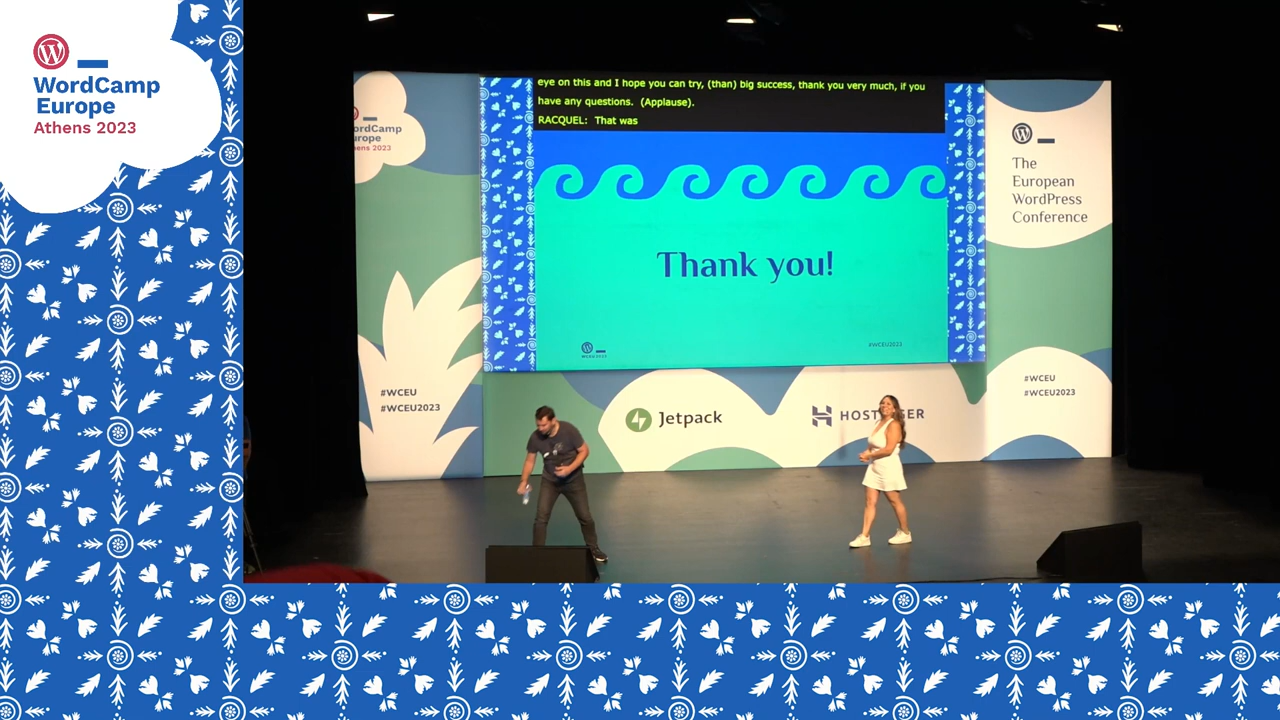 WordCamp
Europe
Athens 2023
eye on this and I hope you can try, (than) big success, thank you very much, if you
have any questions. (Applause).
RACQUEL: That was
Thank you!
#WCEU2023
The
European
WordPress
Conference
#WCEU
#WCEU2023
Jetpack
#WCEU
#WCEU2023